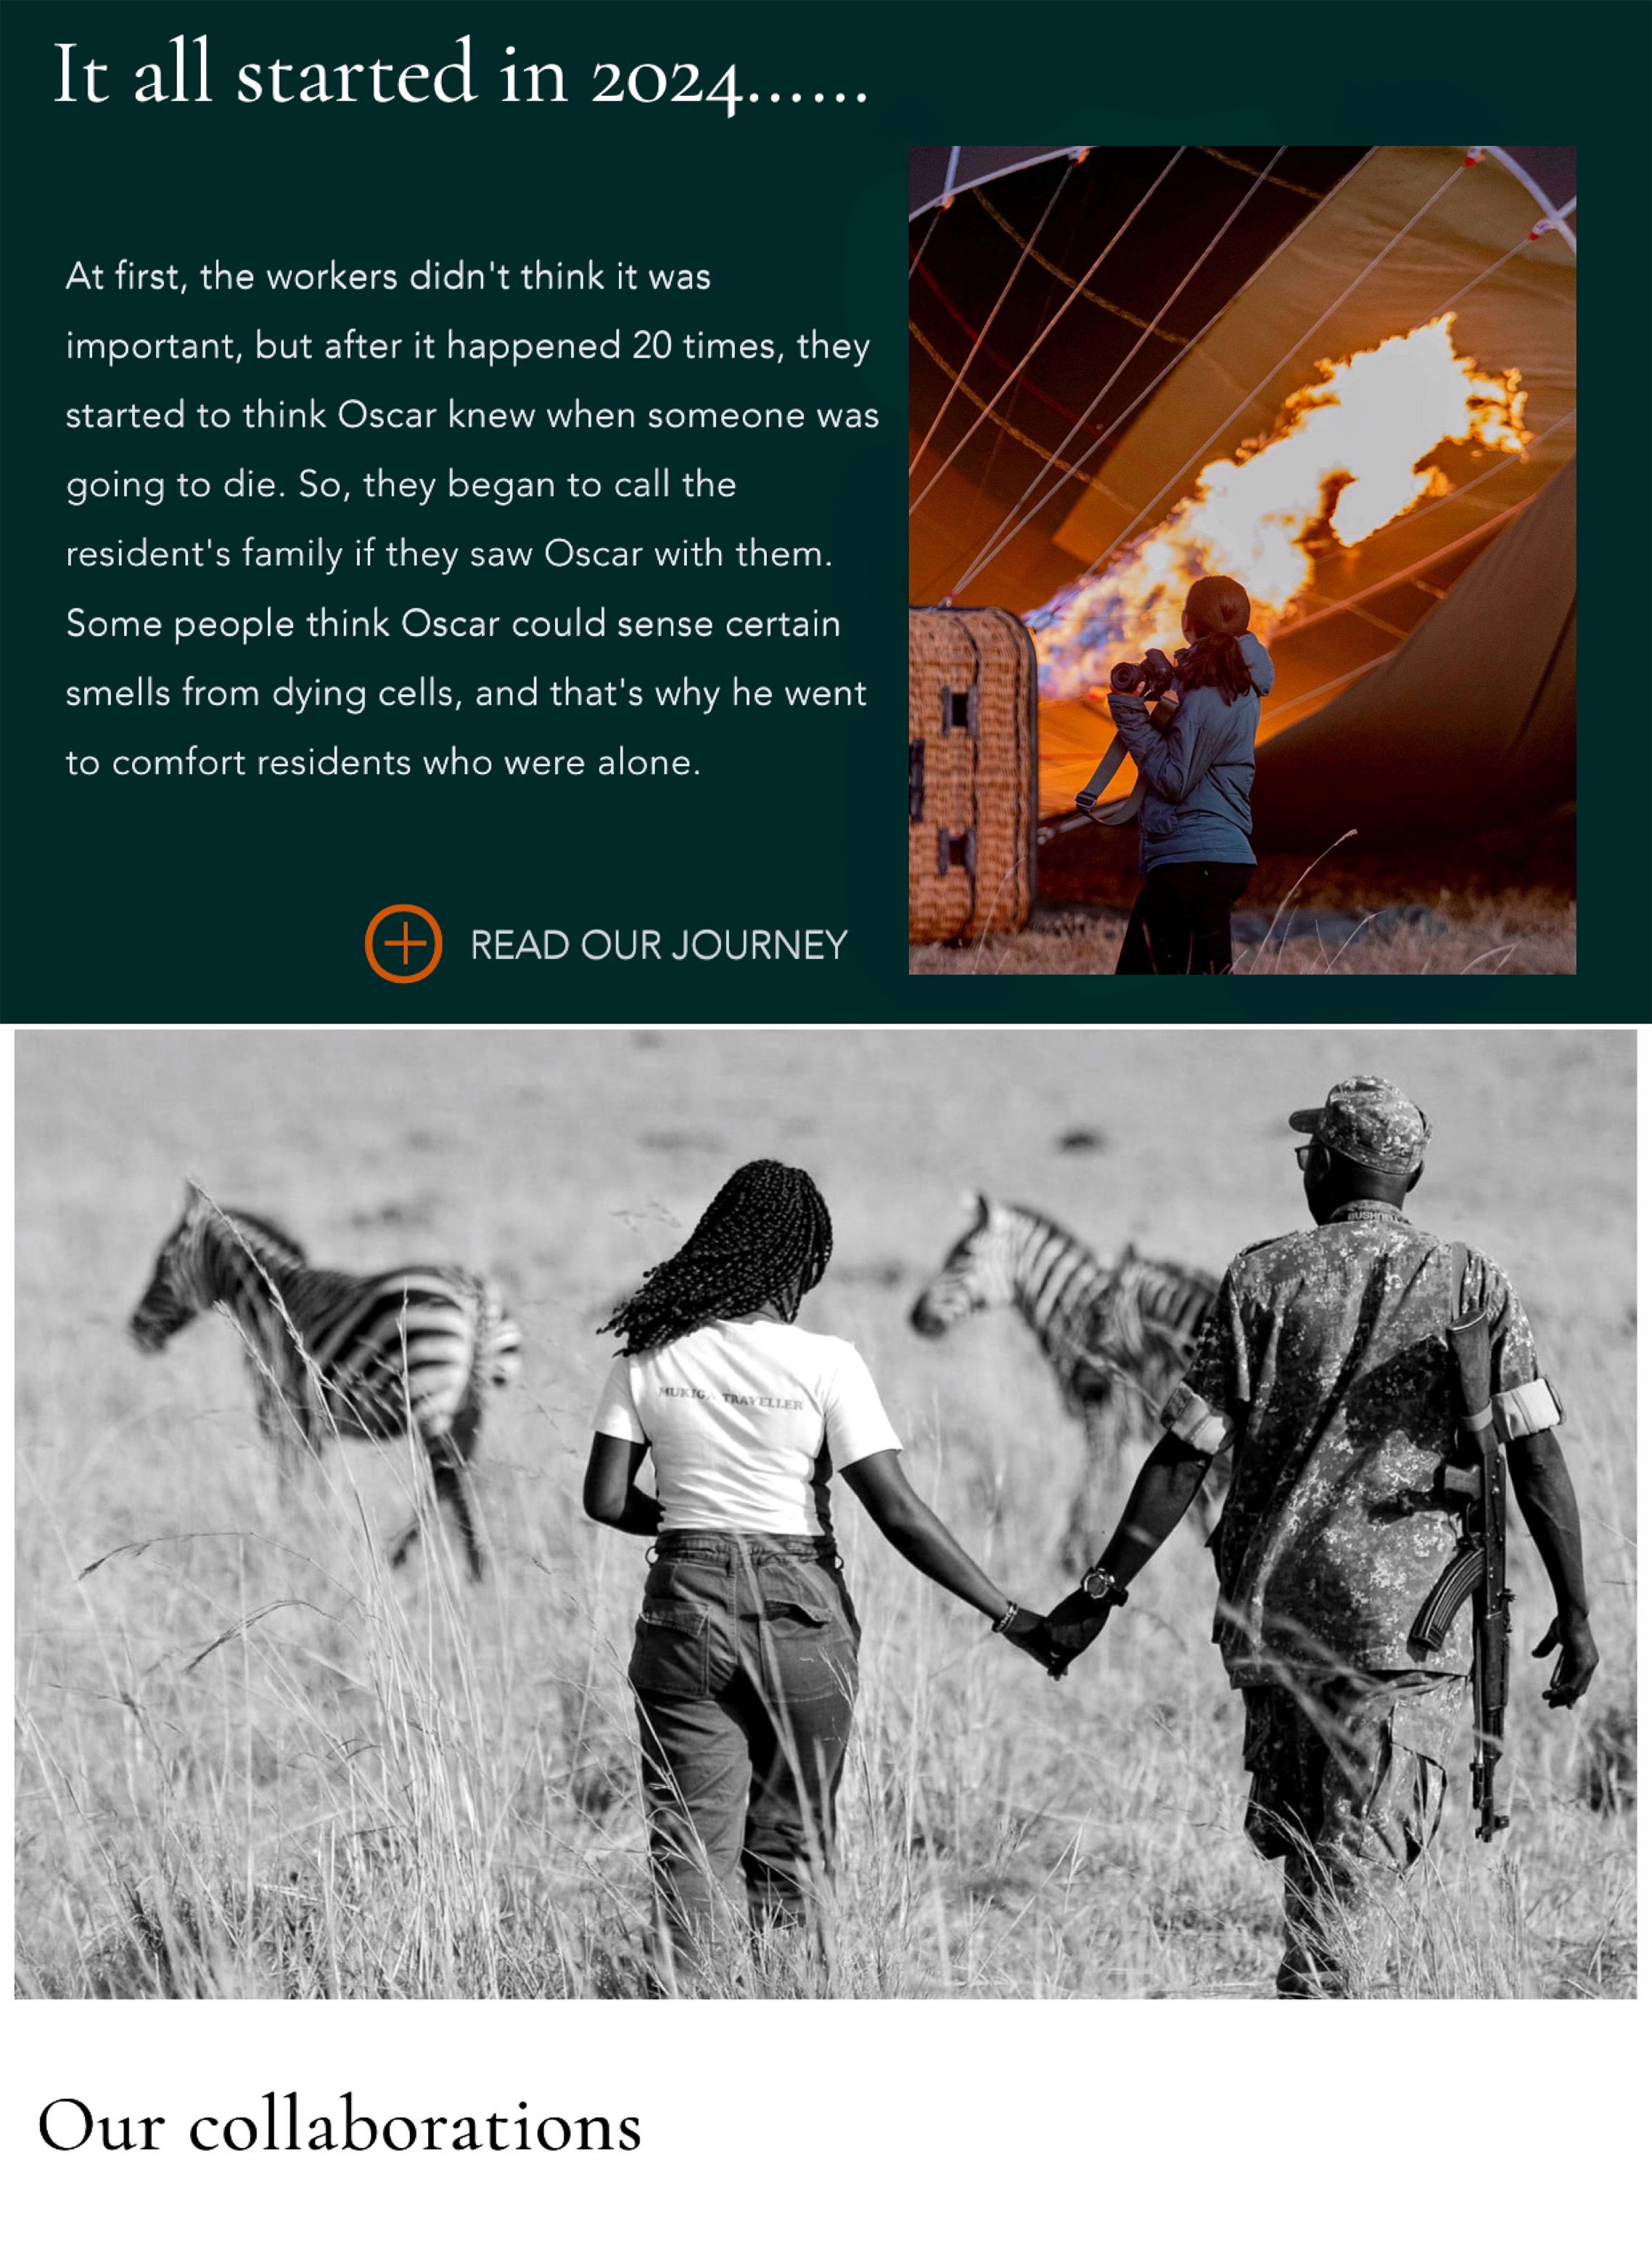 It all started in 2024......
At first, the workers didn't think it was
important, but after it happened 20 times, they
started to think Oscar knew when someone was
going to die. So, they began to call the
resident's family if they saw Oscar with them.
Some people think Oscar could sense certain
smells from dying cells, and that's why he went
to comfort residents who were alone.
READ OUR JOURNEY
BUSHNELL
MUKIGA TRAVELLER
Our collaborations